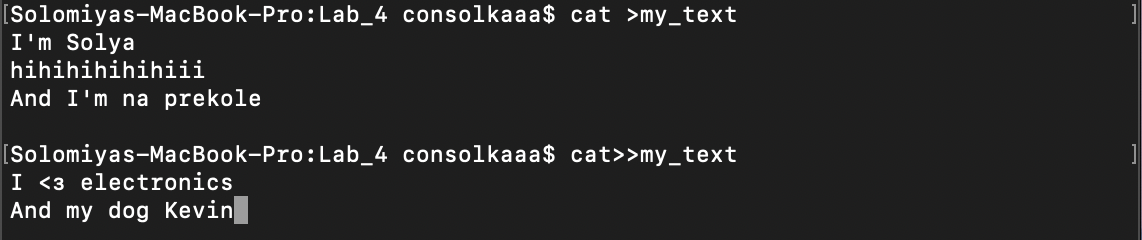 [Solomiyas-MacBook-Pro:Lab_4 consolkaaa$ cat >my_text ]
I'm Solya
hihihihihihiii
And I'm na prekole

[Solomiyas-MacBook-Pro:Lab_4 consolkaaa$ cat>>my_text ]
I <з electronics
And my dog Kevin